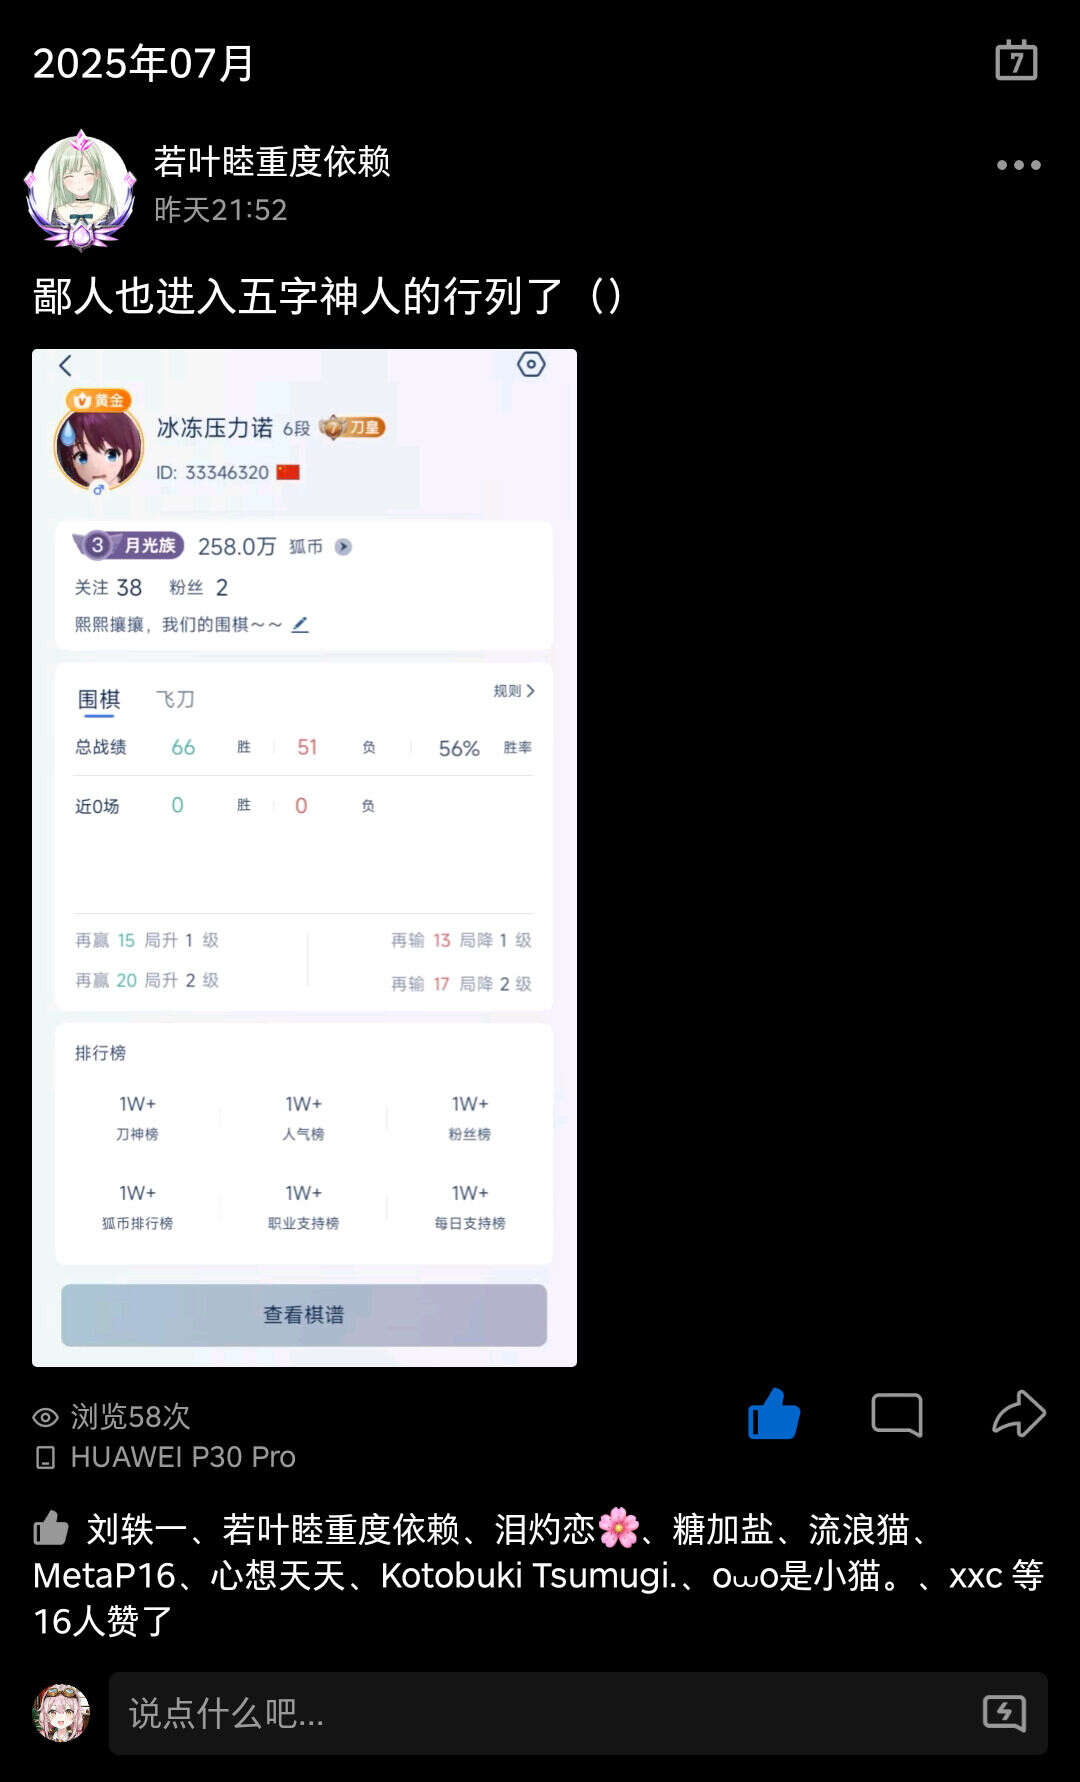 2025年07月
7
若叶睦重度依赖
昨天21:52
鄙人也进入五字神人的行列了（）
黄金
冰冻压力诺 6段 7 刀皇
ID: 33346320
3 月光族 258.0万 狐币
关注 38 粉丝 2
熙熙攘攘，我们的围棋～～
围棋 飞刀 规则
总战绩 66 胜 51 负 56% 胜率
近0场 0 胜 0 负
再赢 15 局升 1 级 再输 13 局降 1 级
再赢 20 局升 2 级 再输 17 局降 2 级
排行榜
1W+ 1W+ 1W+
刀神榜 人气榜 粉丝榜
1W+ 1W+ 1W+
狐币排行榜 职业支持榜 每日支持榜
查看棋谱
浏览58次
HUAWEI P30 Pro
刘轶一、若叶睦重度依赖、泪灼恋🌸、糖加盐、流浪猫、
MetaP16、心想天天、Kotobuki Tsumugi.、oωo是小猫。、xxc 等
16人赞了
说点什么吧...